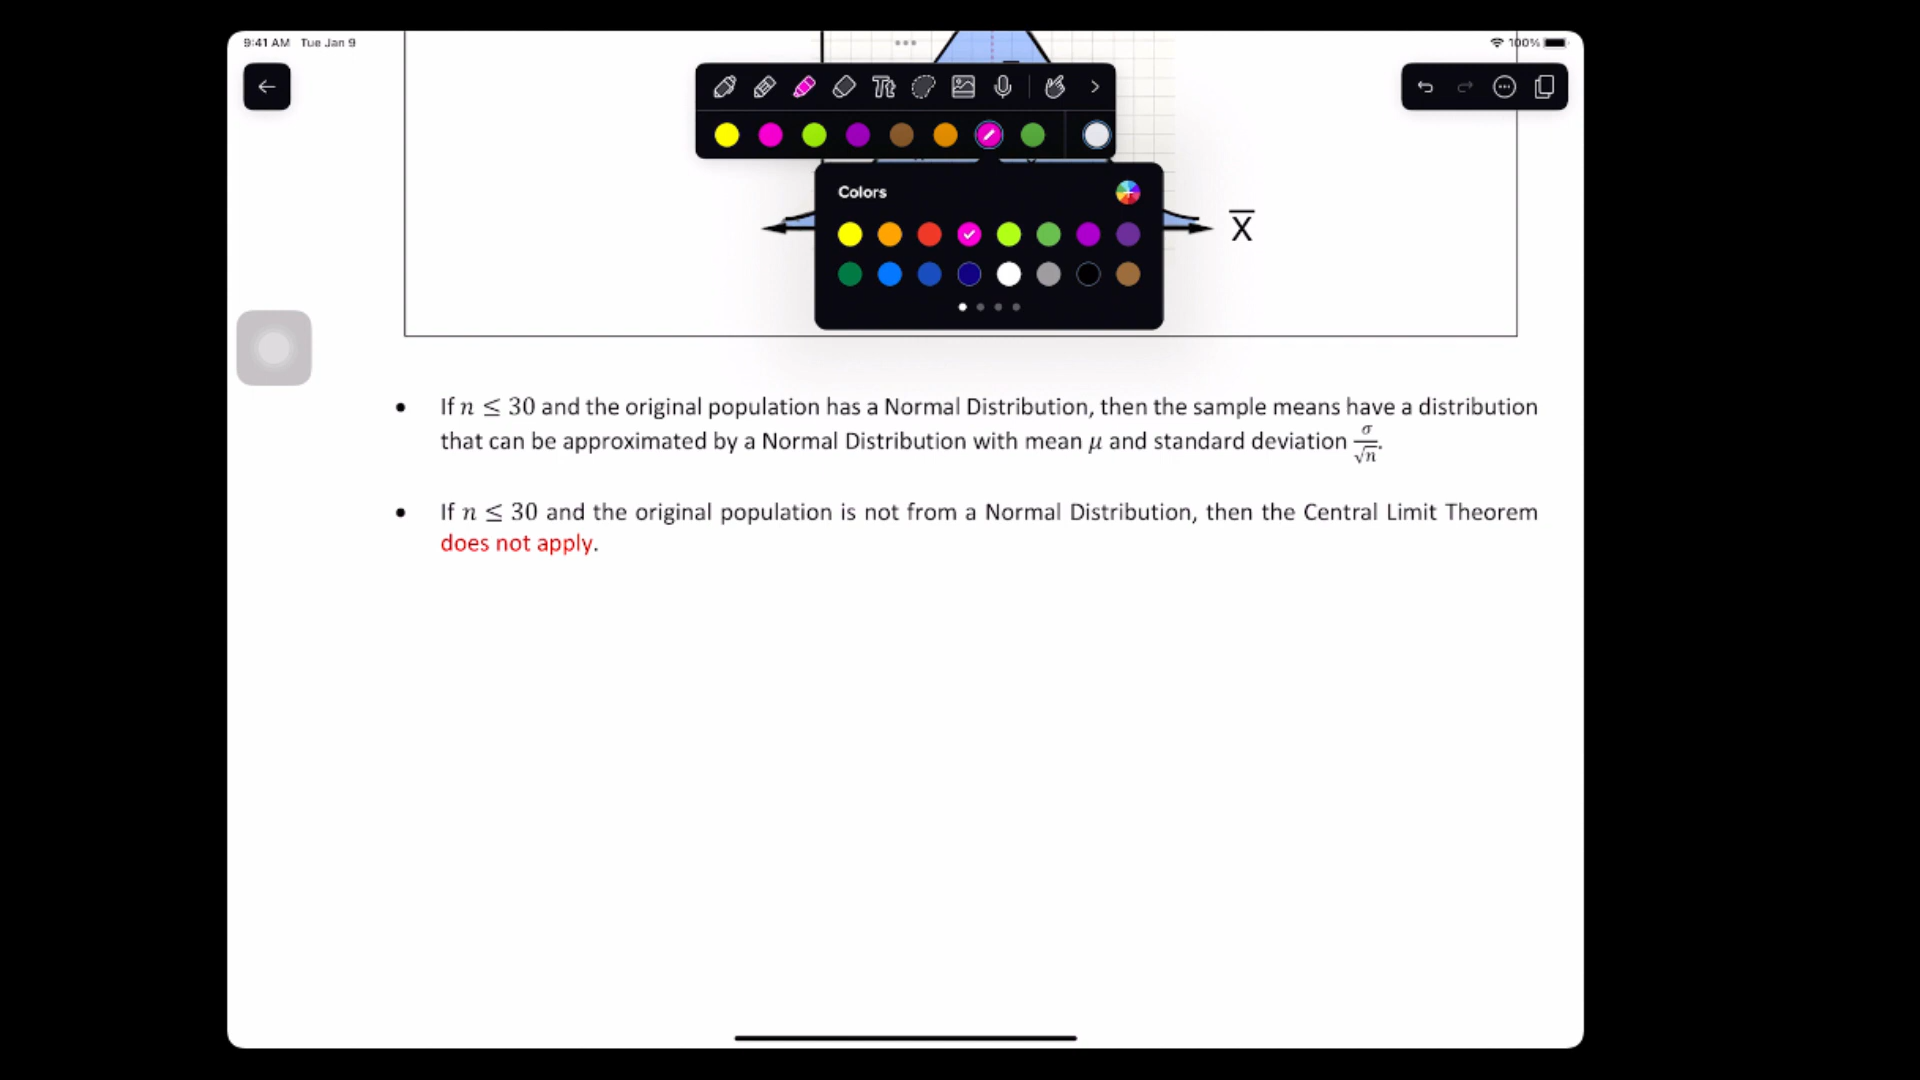 9:41 AM Tue Jan 9
100%
Tt
Colors
X̅
• If n ≤ 30 and the original population has a Normal Distribution, then the sample means have a distribution
that can be approximated by a Normal Distribution with mean μ and standard deviation σ/√n.
• If n ≤ 30 and the original population is not from a Normal Distribution, then the Central Limit Theorem
does not apply.